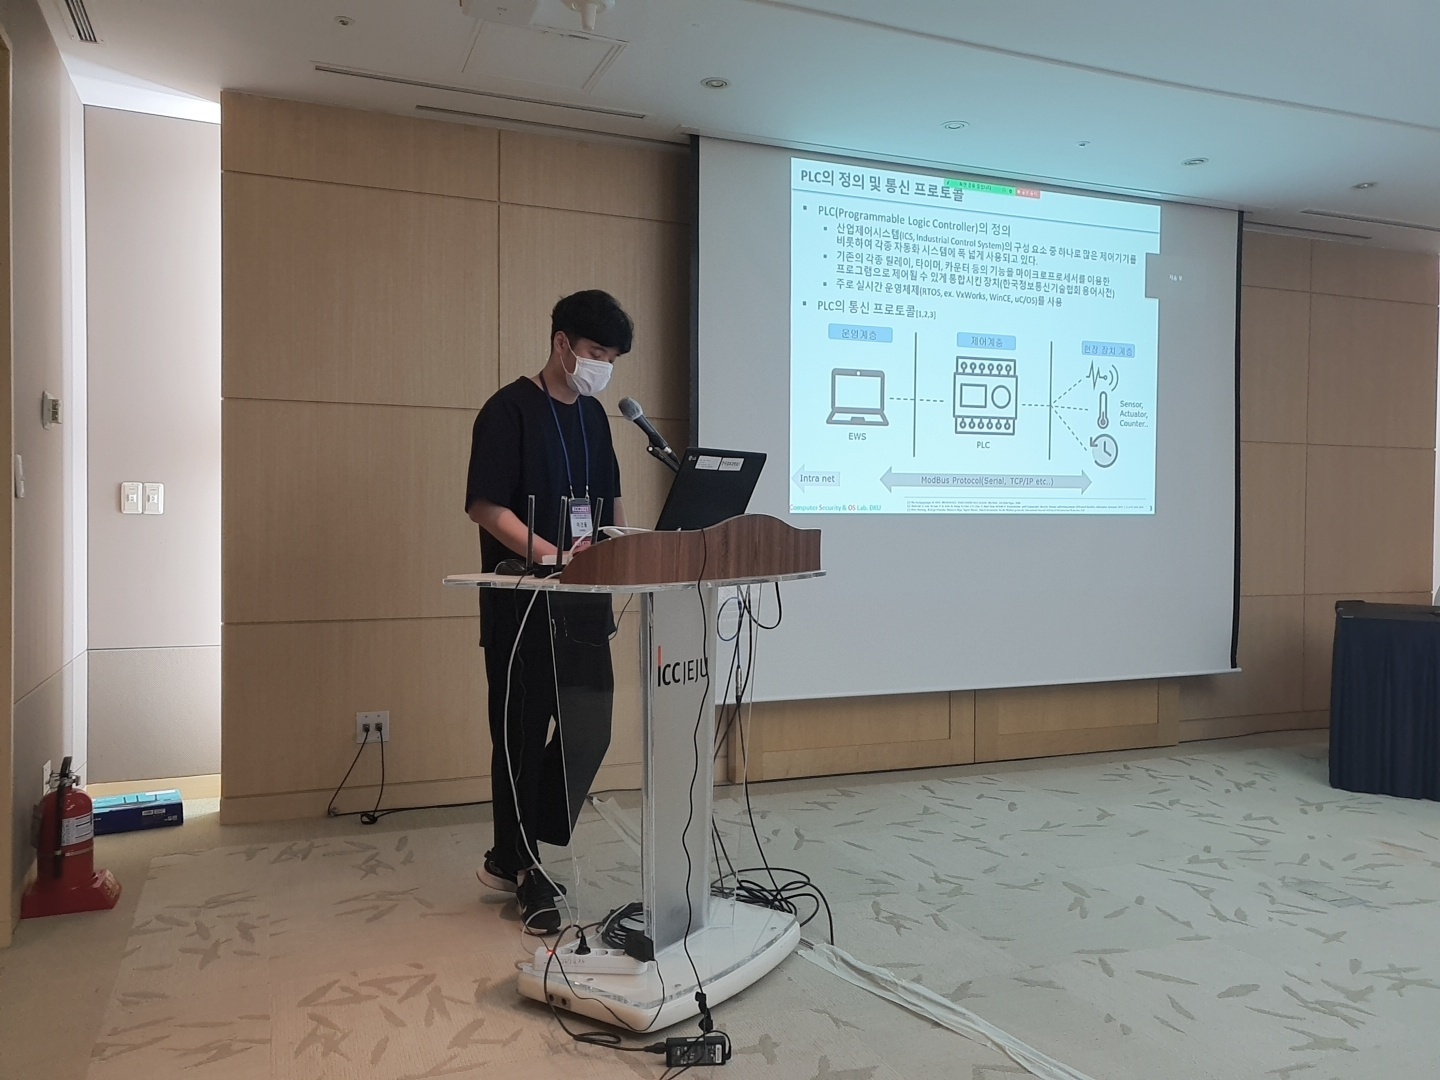 PLC의 정의 및 통신 프로토콜
PLC(Programmable Logic Controller)의 정의
산업제어시스템(ICS, Industrial Control System)의 구성 요소 중 하나로 많은 제어기기를
비롯하여 각종 자동화 시스템에 폭 넓게 사용되고 있다.
기존의 각종 릴레이, 타이머, 카운터 등의 기능을 마이크로프로세서를 이용한
프로그램으로 제어될 수 있게 통합시킨 장치(한국정보통신기술협회 용어사전)
주로 실시간 운영체제(RTOS, ex. VxWorks, WinCE, uC/OS)를 사용
PLC의 통신 프로토콜[1,2,3]
운영계층
제어계층
현장 장치 계층
EWS
PLC
Sensor,
Actuator,
Counter..
Intra net
ModBus Protocol(Serial, TCP/IP etc..)
Computer Security & OS Lab. DKU
3
ICC JEJU